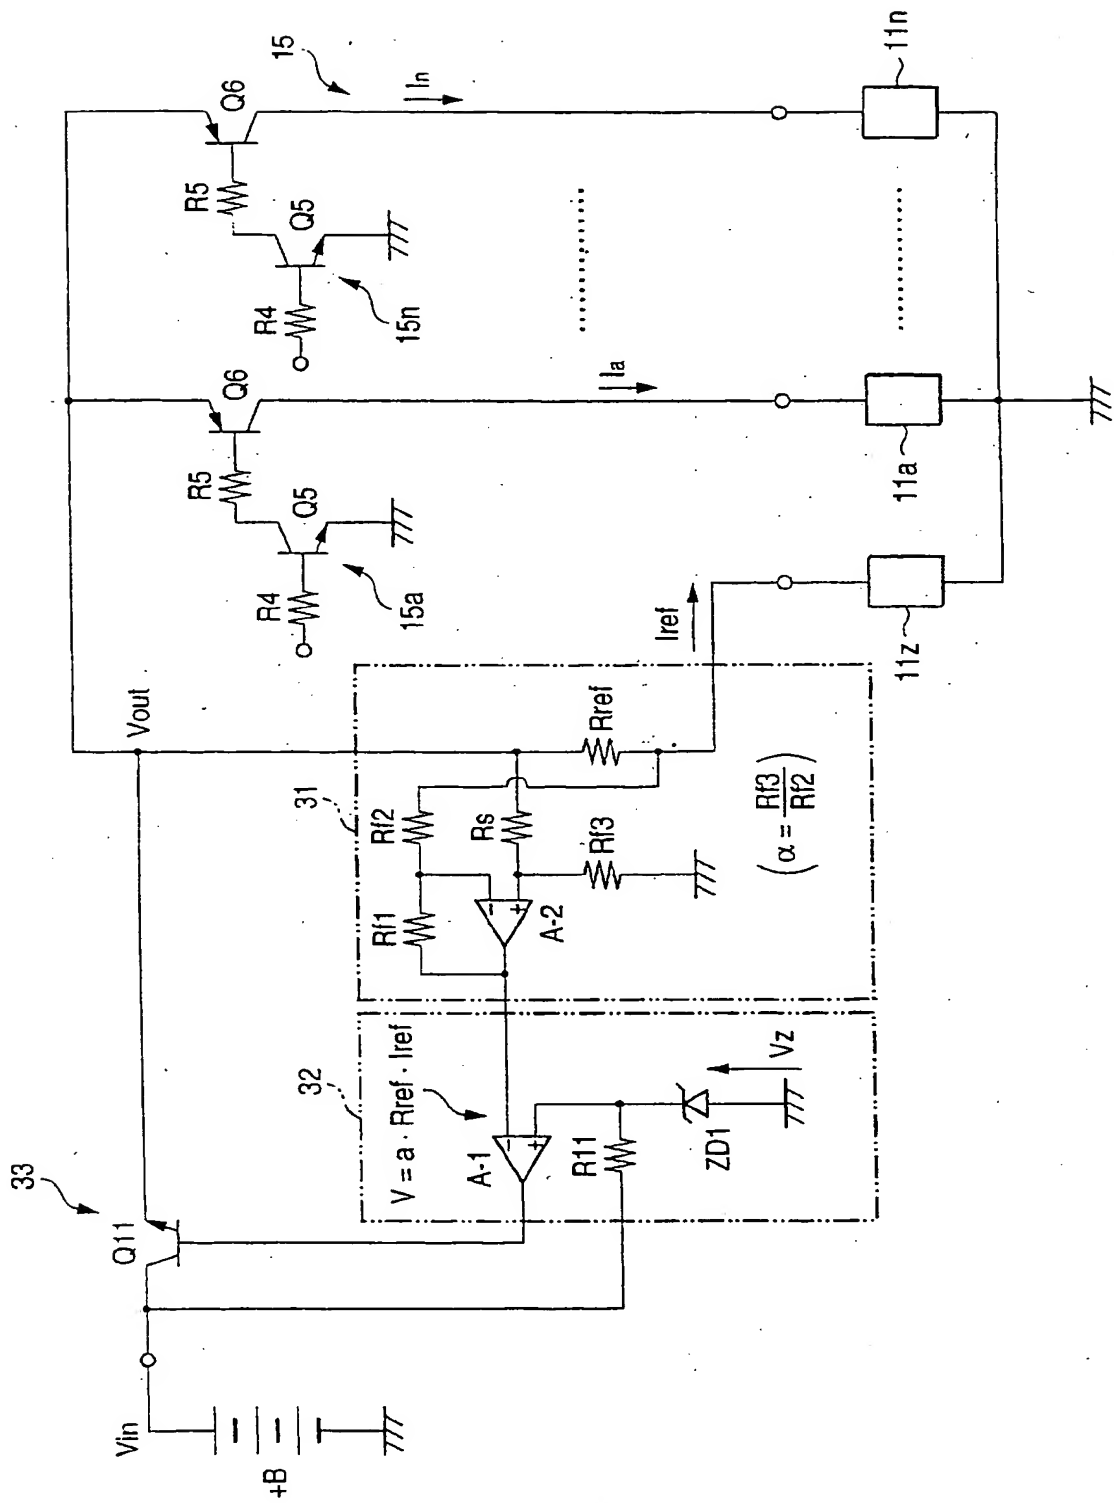 33
Vin
+B
Q11
32
V = a · Rref · Iref
A-1
R11
ZD1
Vz
31
Vout
Rf1
Rf2
Rs
A-2
Rf3
Rref
(α = Rf3/Rf2)
Iref
11z
R4
Q5
R5
Q6
15a
Ia
11a
R4
Q5
R5
Q6
15n
15
In
11n